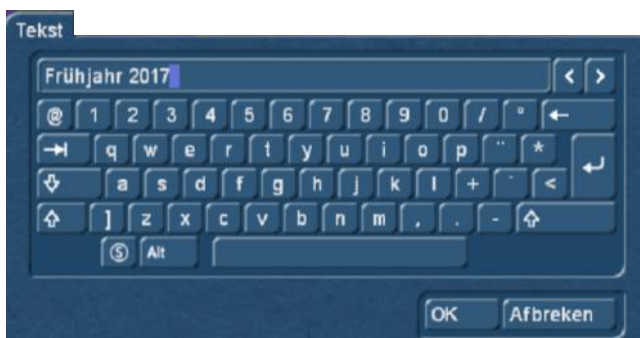 Tekst
Frühjahr 2017 < >
@ 1 2 3 4 5 6 7 8 9 0 / ° ←
→| q w e r t y u i o p ¨ *
⇩ a s d f g h j k l + ´ <
⇧ ] z x c v b n m , . - ⇧
Ⓢ Alt
OK Afbreken